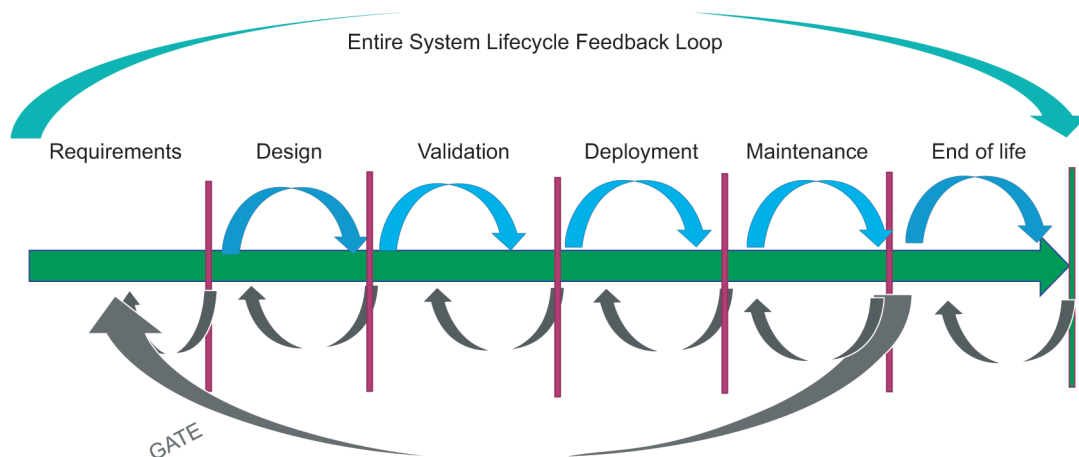 Entire System Lifecycle Feedback Loop
Requirements Design Validation Deployment Maintenance End of life
GATE